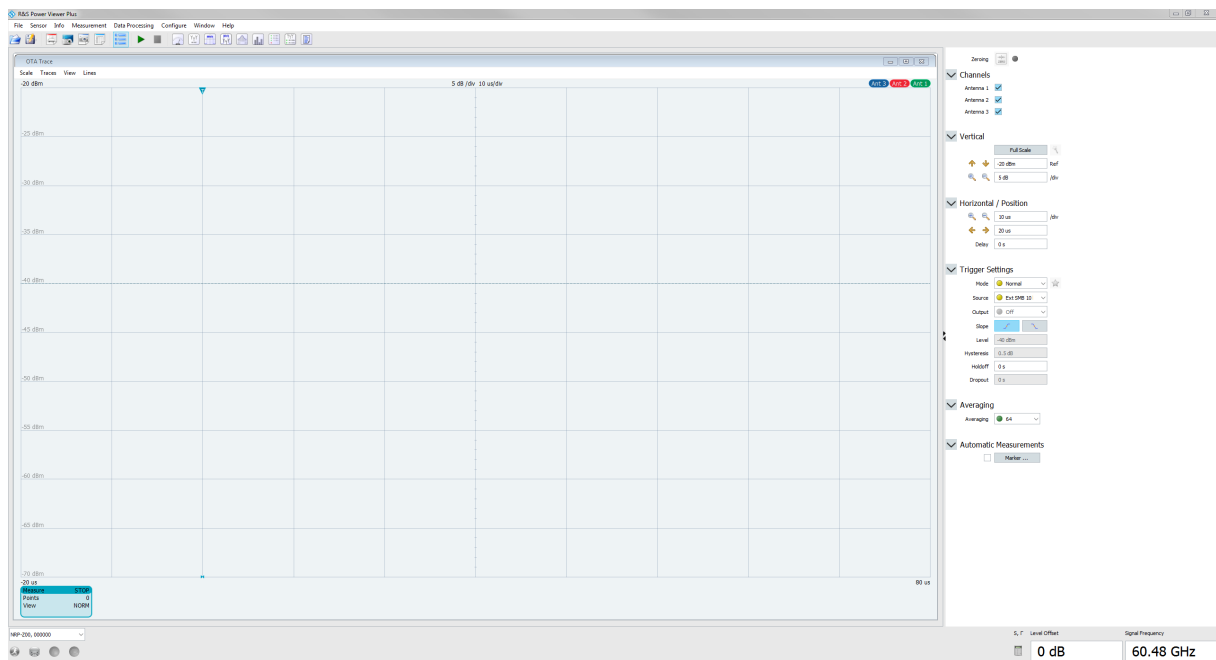 R&S Power Viewer Plus
File Sensor Info Measurement Data Processing Configure Window Help
OTA Trace
Scale Traces View Lines
-20 dBm
5 dB /div 10 us/div
Ant 3 Ant 2 Ant 1
-25 dBm
-30 dBm
-35 dBm
-40 dBm
-45 dBm
-50 dBm
-55 dBm
-60 dBm
-65 dBm
-70 dBm
-20 us
80 us
Measure STOP
Points 0
View NORM
Zeroing
Channels
Antenna 1
Antenna 2
Antenna 3
Vertical
Full Scale
-20 dBm Ref
5 dB /div
Horizontal / Position
10 us /div
20 us
Delay 0 s
Trigger Settings
Mode Normal
Source Ext SMB 10
Output Off
Slope
Level -40 dBm
Hysteresis 0.5 dB
Holdoff 0 s
Dropout 0 s
Averaging
Averaging 64
Automatic Measurements
Marker ...
NRP-Z00, 000000
S, Γ Level Offset Signal Frequency
0 dB 60.48 GHz